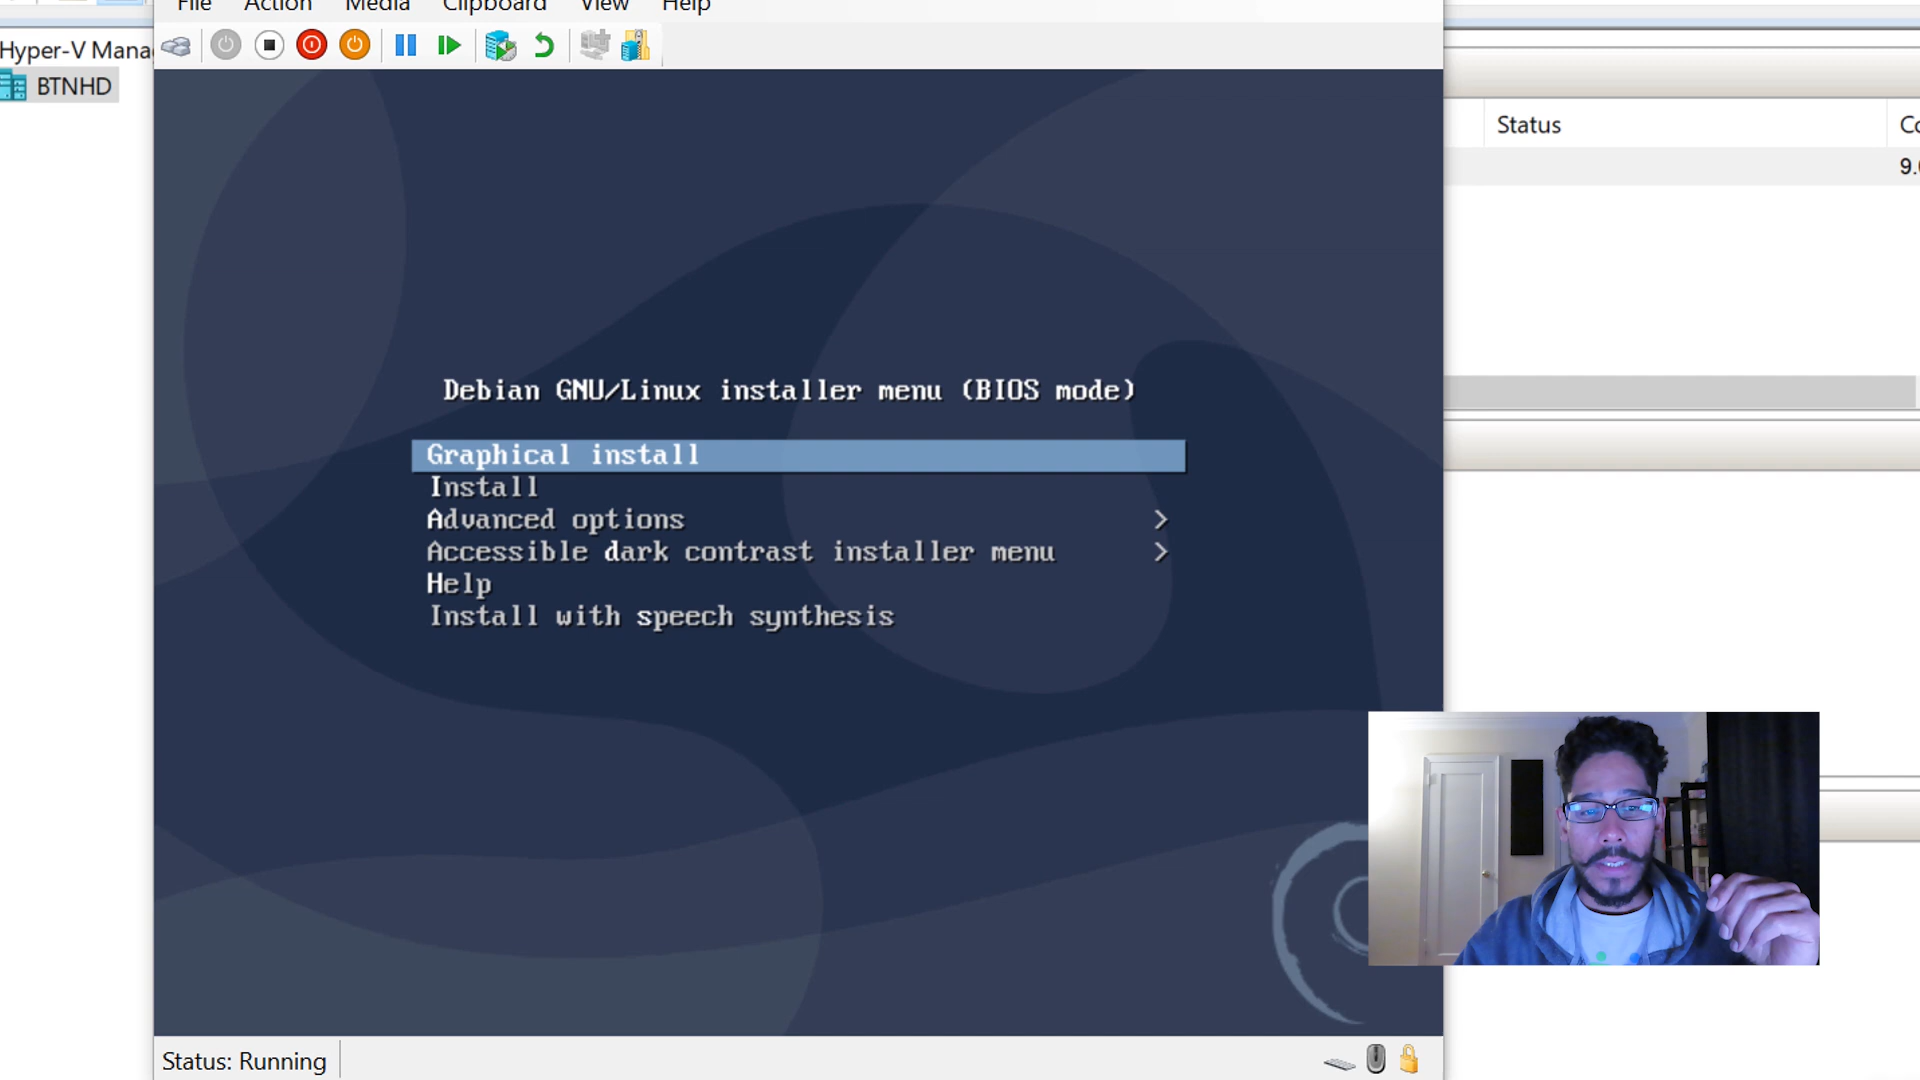 File Action Media Clipboard View Help
Hyper-V Mana
BTNHD
Status
9.
Debian GNU/Linux installer menu (BIOS mode)
Graphical install
Install
Advanced options >
Accessible dark contrast installer menu >
Help
Install with speech synthesis
Status: Running